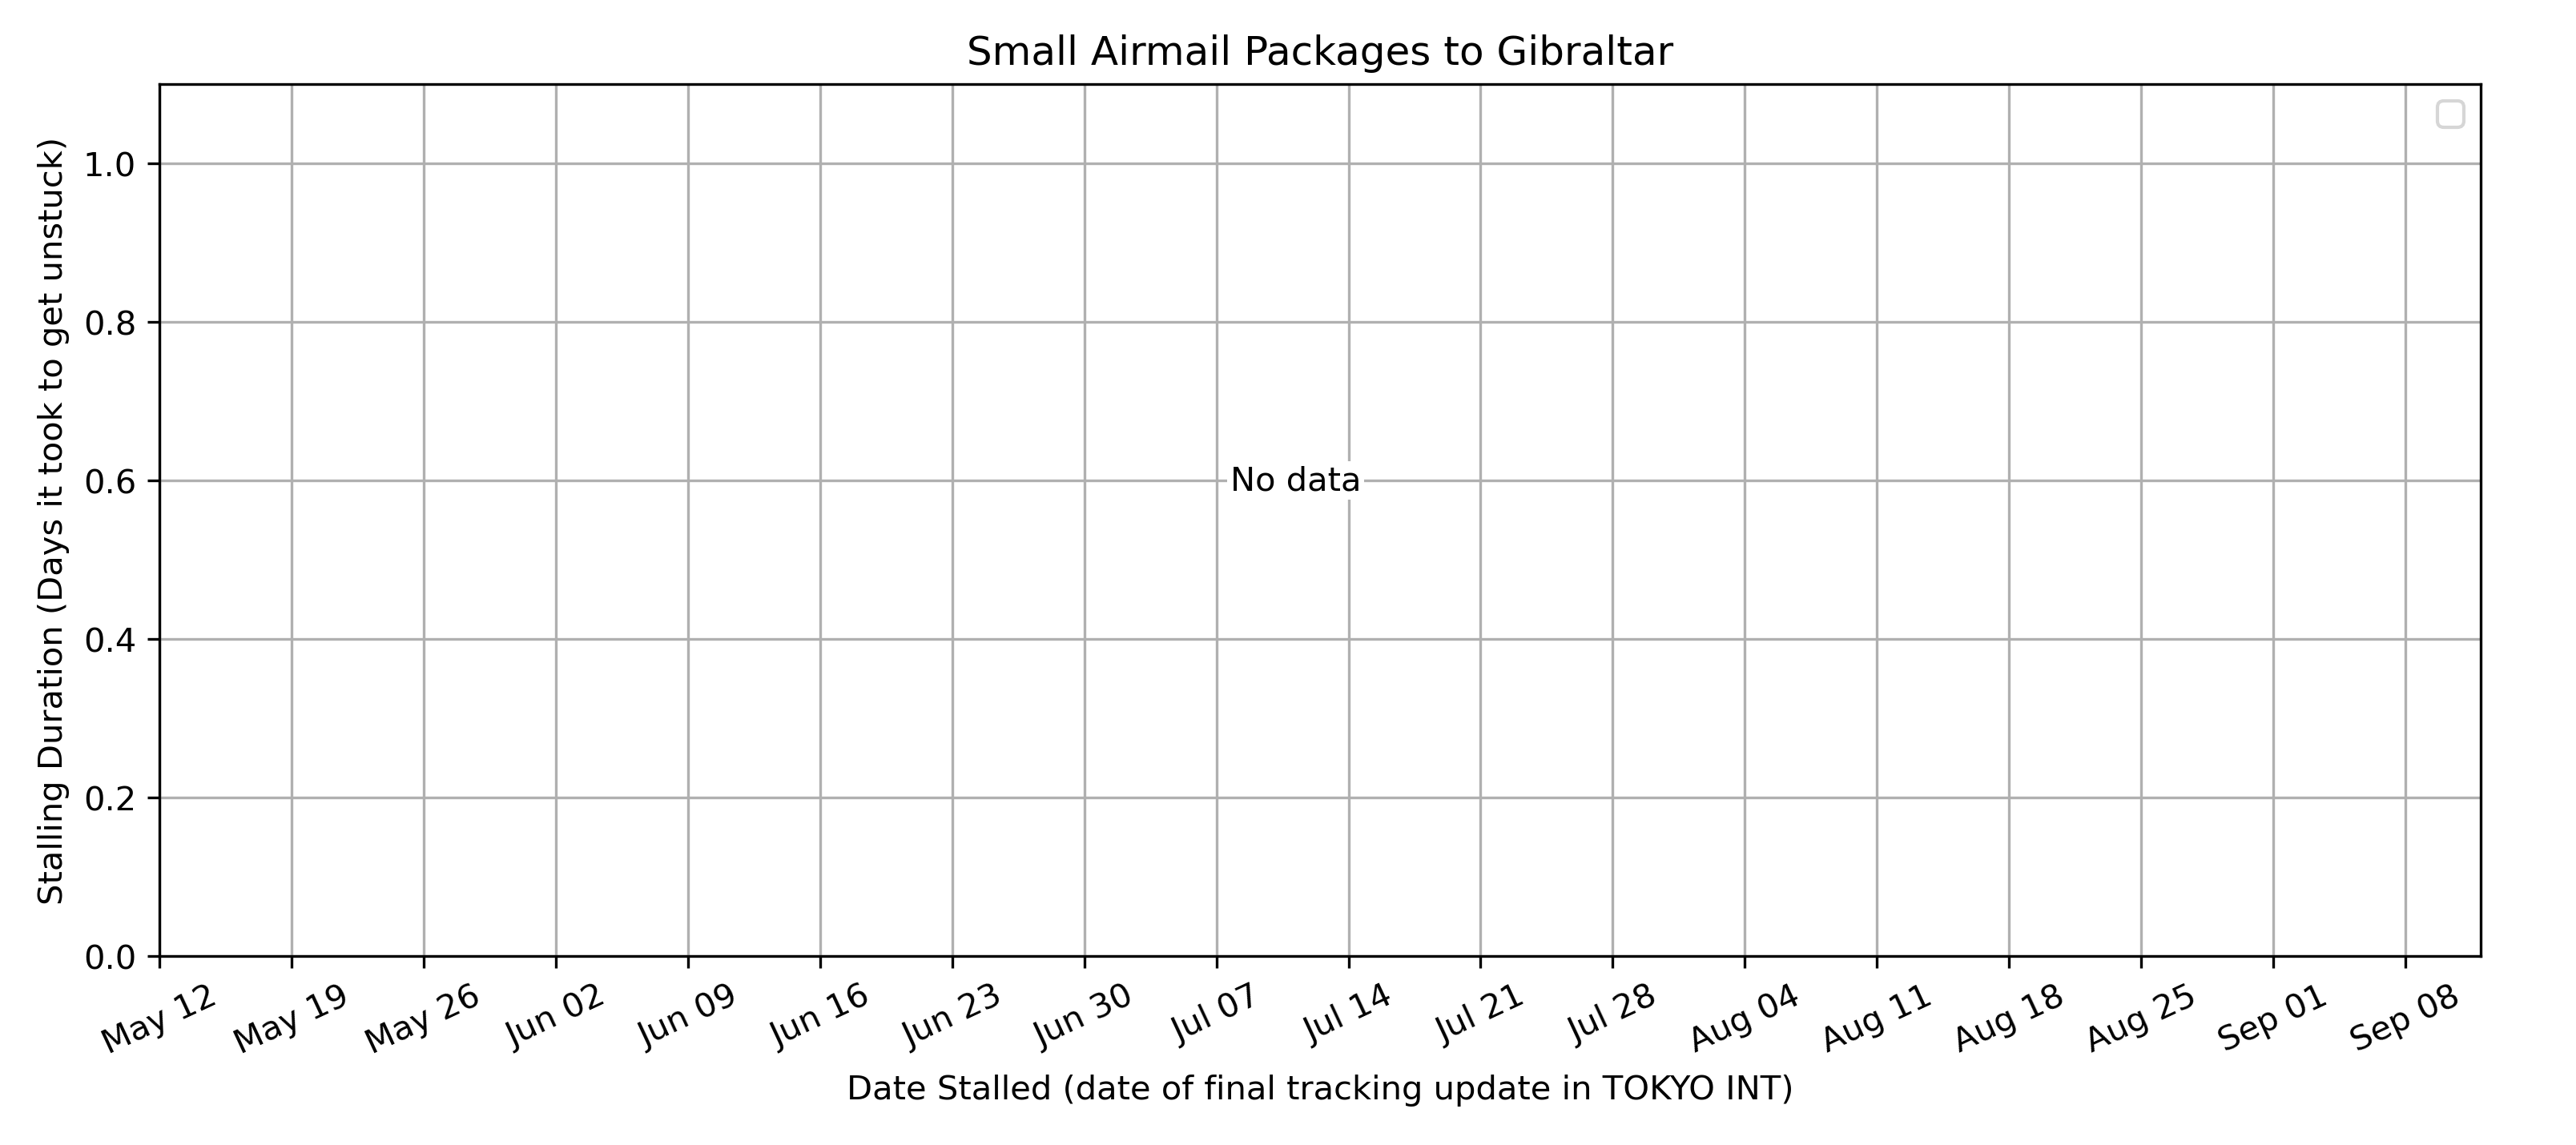 Small Airmail Packages to Gibraltar
Stalling Duration (Days it took to get unstuck)
1.0
0.8
0.6
0.4
0.2
0.0
No data
May 12
May 19
May 26
Jun 02
Jun 09
Jun 16
Jun 23
Jun 30
Jul 07
Jul 14
Jul 21
Jul 28
Aug 04
Aug 11
Aug 18
Aug 25
Sep 01
Sep 08
Date Stalled (date of final tracking update in TOKYO INT)